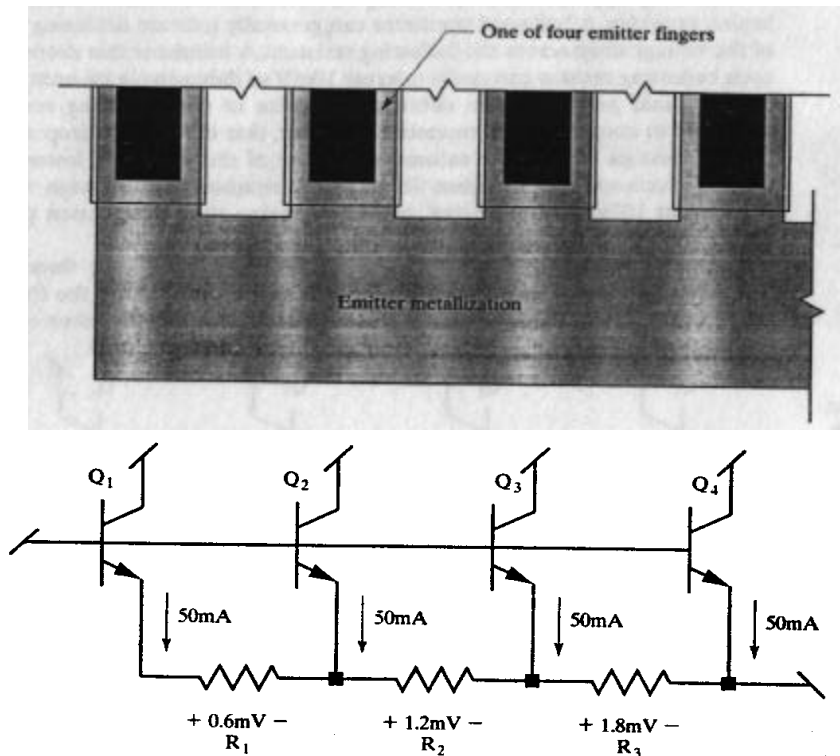 One of four emitter fingers
Emitter metallization
Q1 Q2 Q3 Q4
50mA 50mA 50mA 50mA
+ 0.6mV − + 1.2mV − + 1.8mV −
R1 R2 R3